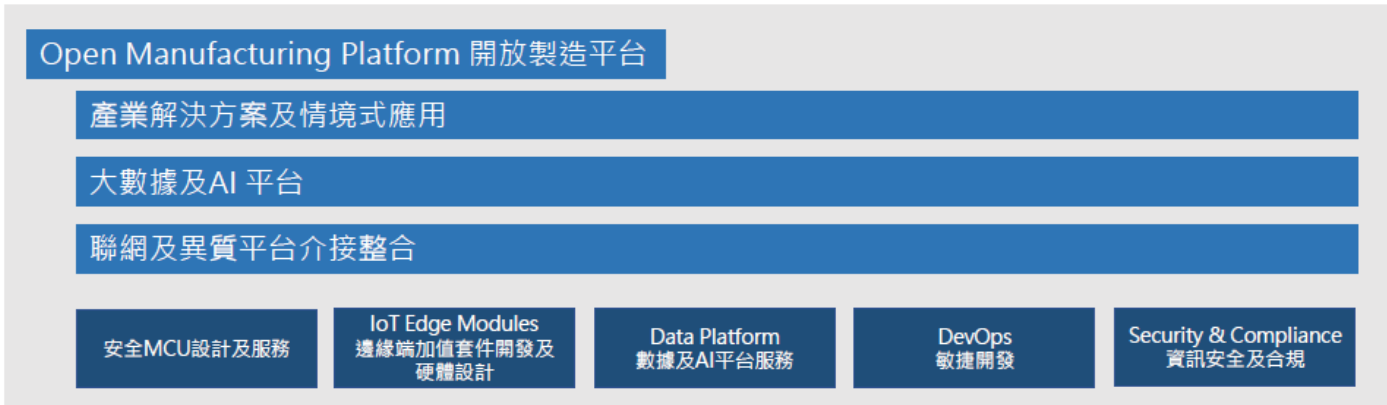 Open Manufacturing Platform 開放製造平台
產業解決方案及情境式應用
大數據及AI 平台
聯網及異質平台介接整合
安全MCU設計及服務
IoT Edge Modules
邊緣端加值套件開發及
硬體設計
Data Platform
數據及AI平台服務
DevOps
敏捷開發
Security & Compliance
資訊安全及合規